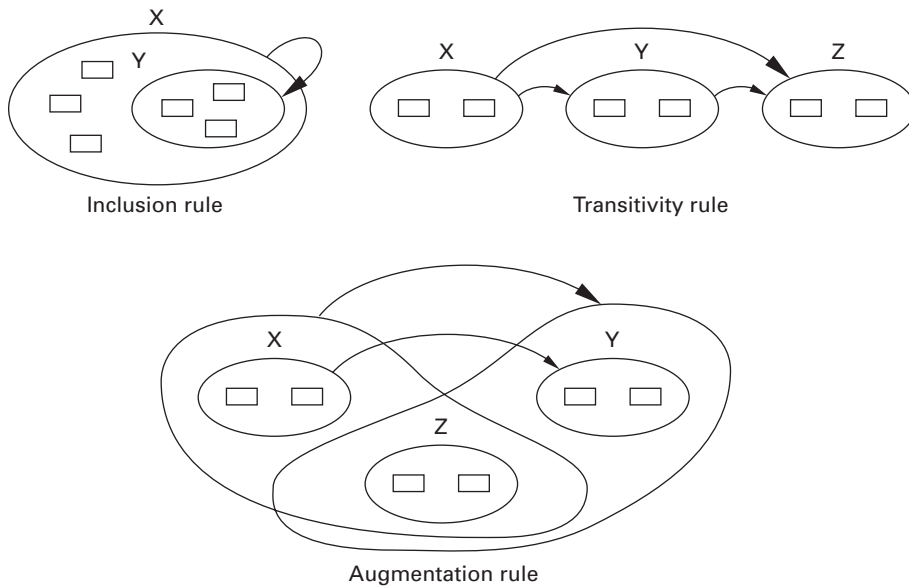 X
Y
Inclusion rule
X
Y
Z
Transitivity rule
X
Y
Z
Augmentation rule